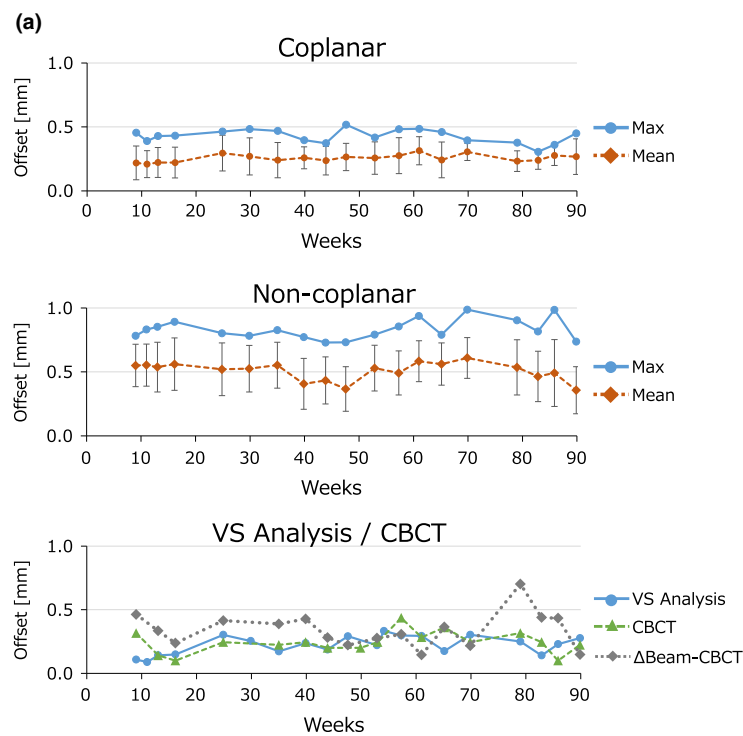 (a)
Coplanar
Offset [mm]
1.0
0.5
0.0
0 10 20 30 40 50 60 70 80 90
Weeks
Max
Mean
Non-coplanar
Offset [mm]
1.0
0.5
0.0
0 10 20 30 40 50 60 70 80 90
Weeks
Max
Mean
VS Analysis / CBCT
Offset [mm]
1.0
0.5
0.0
0 10 20 30 40 50 60 70 80 90
Weeks
VS Analysis
CBCT
ΔBeam-CBCT